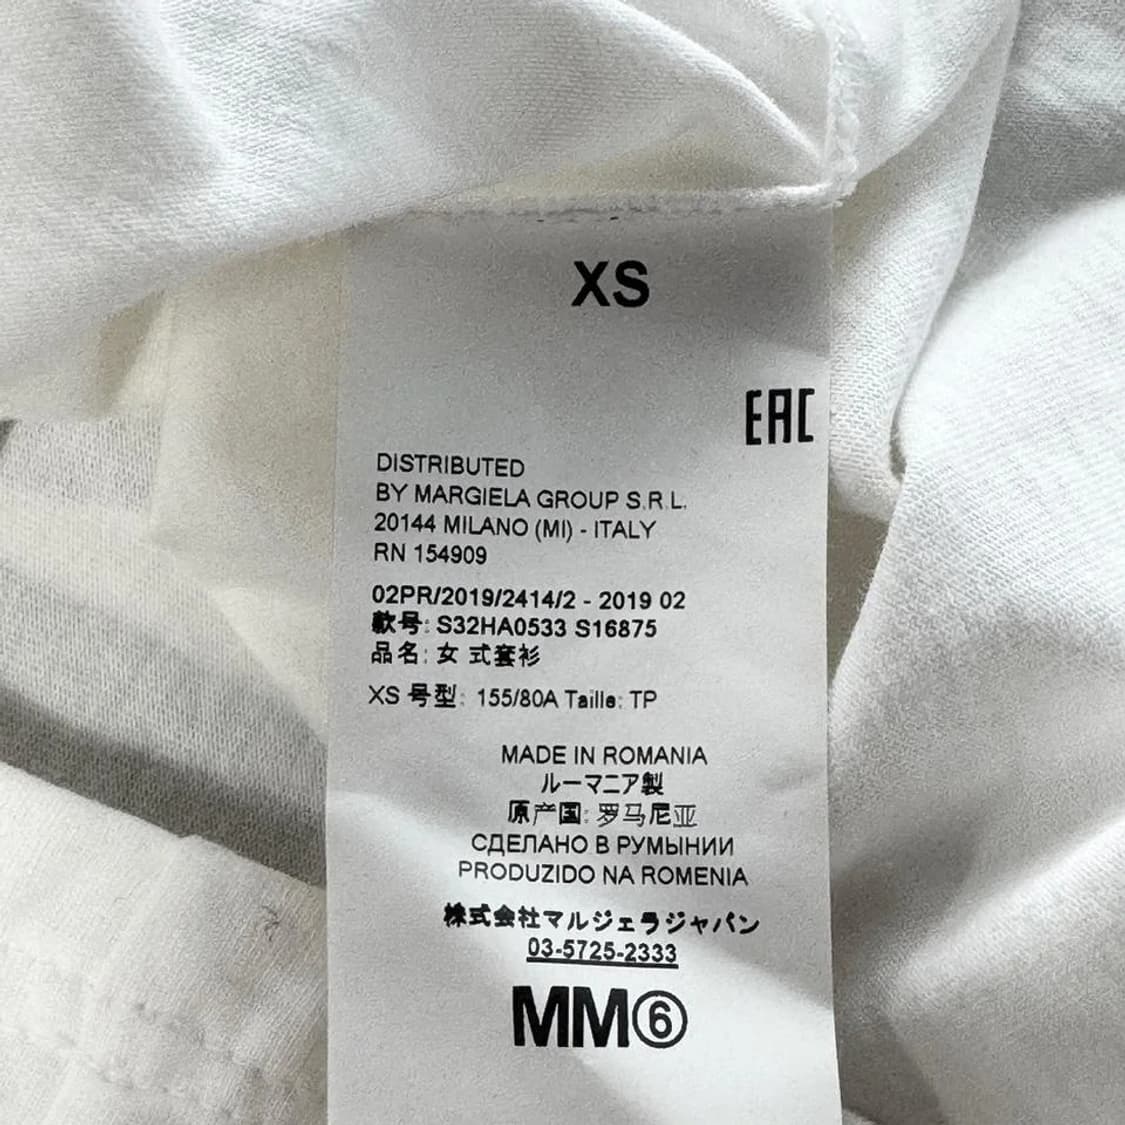 XS
EAC
DISTRIBUTED
BY MARGIELA GROUP S.R.L.
20144 MILANO (MI) - ITALY
RN 154909
02PR/2019/2414/2 - 2019 02
款号: S32HA0533 S16875
品名: 女 式套衫
XS 号型: 155/80A Taille: TP
MADE IN ROMANIA
ルーマニア製
原产国: 罗马尼亚
СДЕЛАНО В РУМЫНИИ
PRODUZIDO NA ROMENIA
株式会社マルジェラジャパン
03-5725-2333
MM⑥